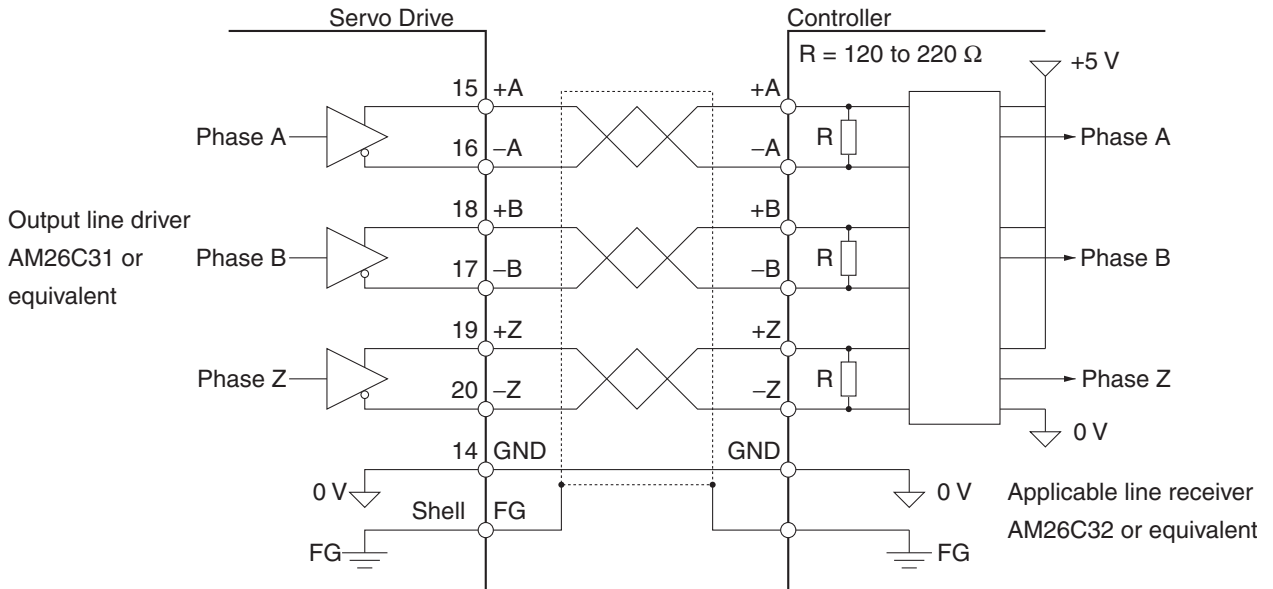 Servo Drive
Controller
R = 120 to 220 Ω
+5 V
15 +A
+A
Phase A
R
Phase A
16 –A
–A
18 +B
+B
Output line driver
AM26C31 or
equivalent
Phase B
R
Phase B
17 –B
–B
19 +Z
+Z
Phase Z
R
Phase Z
20 –Z
–Z
0 V
14 GND
GND
0 V
0 V
Applicable line receiver
AM26C32 or equivalent
Shell FG
FG
FG